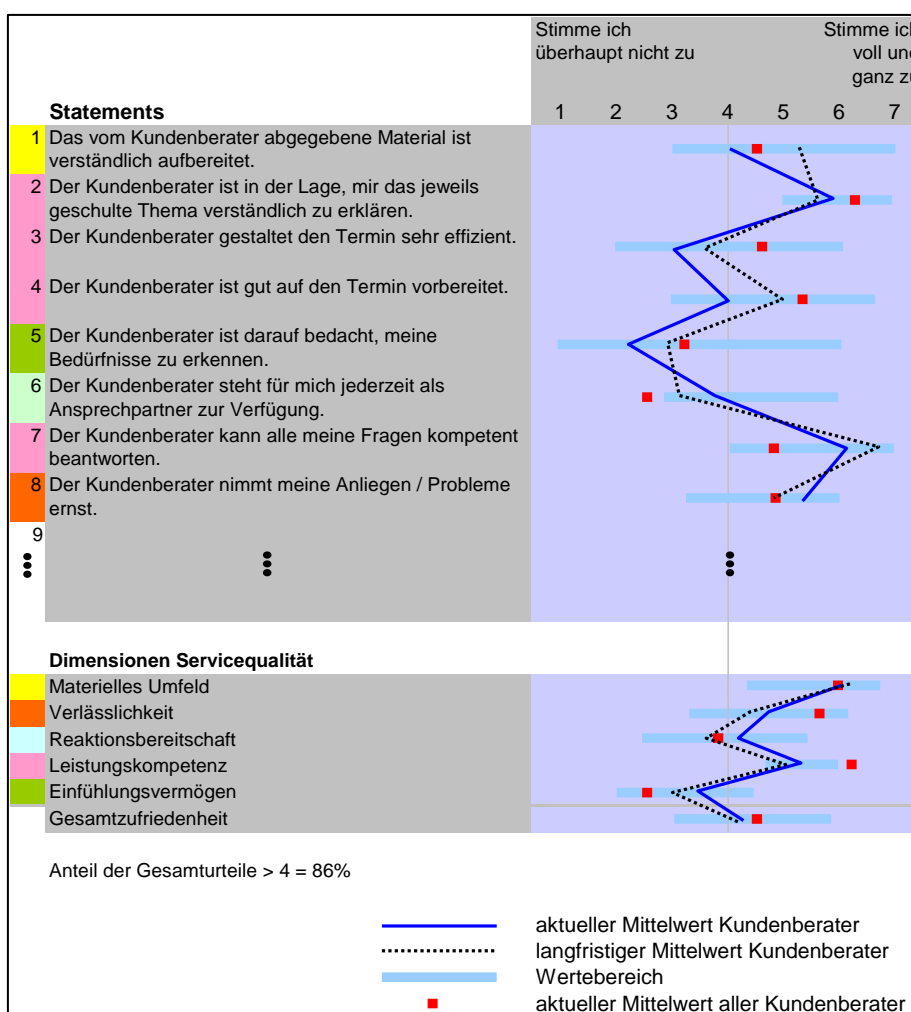 Stimme ich
überhaupt nicht zu
Stimme ich
voll und
ganz zu
Statements 1 2 3 4 5 6 7
1 Das vom Kundenberater abgegebene Material ist
verständlich aufbereitet.
2 Der Kundenberater ist in der Lage, mir das jeweils
geschulte Thema verständlich zu erklären.
3 Der Kundenberater gestaltet den Termin sehr effizient.
4 Der Kundenberater ist gut auf den Termin vorbereitet.
5 Der Kundenberater ist darauf bedacht, meine
Bedürfnisse zu erkennen.
6 Der Kundenberater steht für mich jederzeit als
Ansprechpartner zur Verfügung.
7 Der Kundenberater kann alle meine Fragen kompetent
beantworten.
8 Der Kundenberater nimmt meine Anliegen / Probleme
ernst.
9
Dimensionen Servicequalität
Materielles Umfeld
Verlässlichkeit
Reaktionsbereitschaft
Leistungskompetenz
Einfühlungsvermögen
Gesamtzufriedenheit
Anteil der Gesamturteile > 4 = 86%
aktueller Mittelwert Kundenberater
langfristiger Mittelwert Kundenberater
Wertebereich
aktueller Mittelwert aller Kundenberater